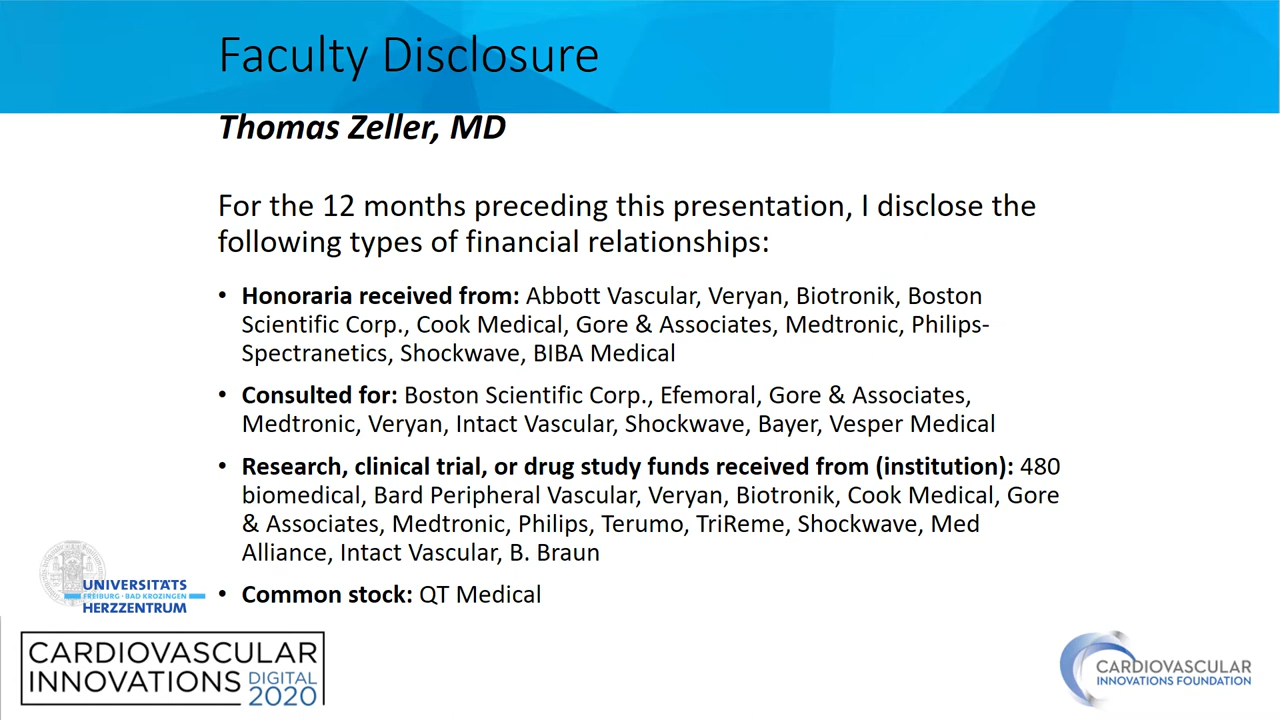 Faculty Disclosure
Thomas Zeller, MD
For the 12 months preceding this presentation, I disclose the
following types of financial relationships:
• Honoraria received from: Abbott Vascular, Veryan, Biotronik, Boston
Scientific Corp., Cook Medical, Gore & Associates, Medtronic, Philips-
Spectranetics, Shockwave, BIBA Medical
• Consulted for: Boston Scientific Corp., Efemoral, Gore & Associates,
Medtronic, Veryan, Intact Vascular, Shockwave, Bayer, Vesper Medical
• Research, clinical trial, or drug study funds received from (institution): 480
biomedical, Bard Peripheral Vascular, Veryan, Biotronik, Cook Medical, Gore
& Associates, Medtronic, Philips, Terumo, TriReme, Shockwave, Med
Alliance, Intact Vascular, B. Braun
• Common stock: QT Medical
UNIVERSITÄTS
FREIBURG · BAD KROZINGEN
HERZZENTRUM
CARDIOVASCULAR
INNOVATIONS DIGITAL
2020
CARDIOVASCULAR
INNOVATIONS FOUNDATION